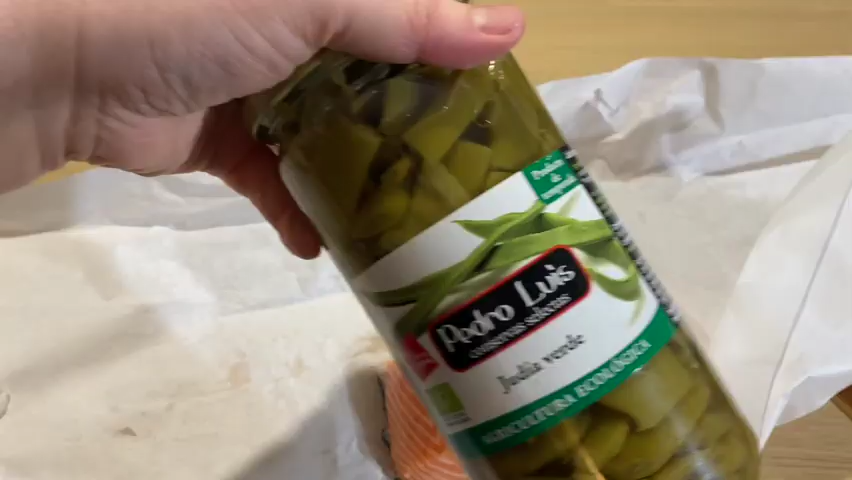 Pedro Luis
conservas selectas
Judía verde
AGRICULTURA ECOLÓGICA